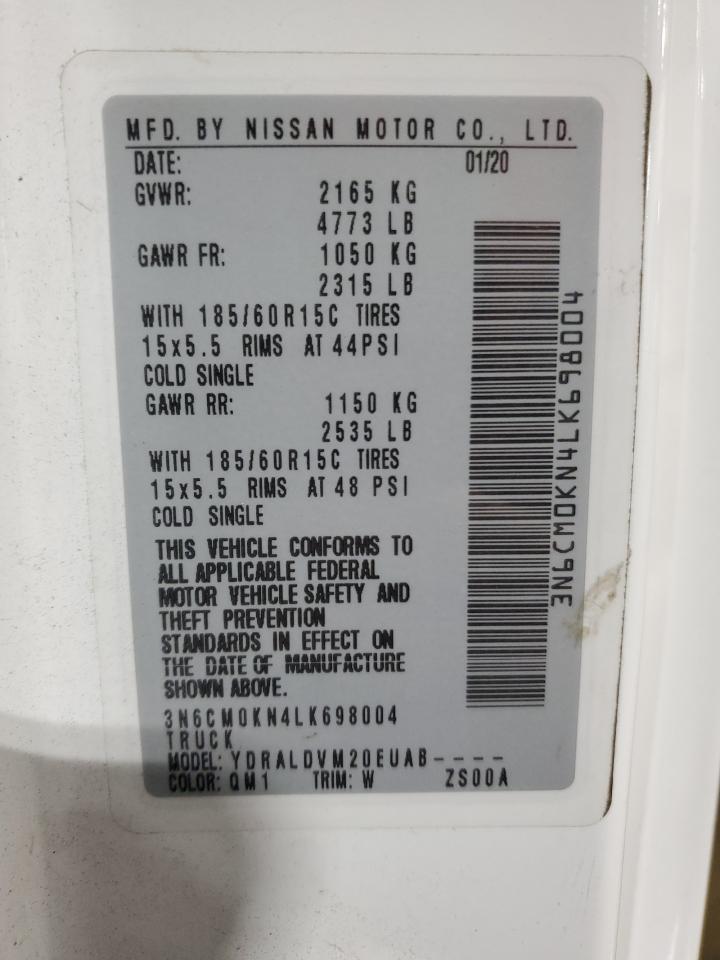 MFD. BY NISSAN MOTOR CO., LTD.
DATE: 01/20
GVWR: 2165 KG
4773 LB
GAWR FR: 1050 KG
2315 LB
WITH 185/60R15C TIRES
15x5.5 RIMS AT 44PSI
COLD SINGLE
GAWR RR: 1150 KG
2535 LB
WITH 185/60R15C TIRES
15x5.5 RIMS AT 48 PSI
COLD SINGLE
THIS VEHICLE CONFORMS TO
ALL APPLICABLE FEDERAL
MOTOR VEHICLE SAFETY AND
THEFT PREVENTION
STANDARDS IN EFFECT ON
THE DATE OF MANUFACTURE
SHOWN ABOVE.
3N6CM0KN4LK698004
TRUCK
MODEL: YDRALDVM20EUAB----
COLOR: QM1 TRIM: W ZS00A
3N6CM0KN4LK698004